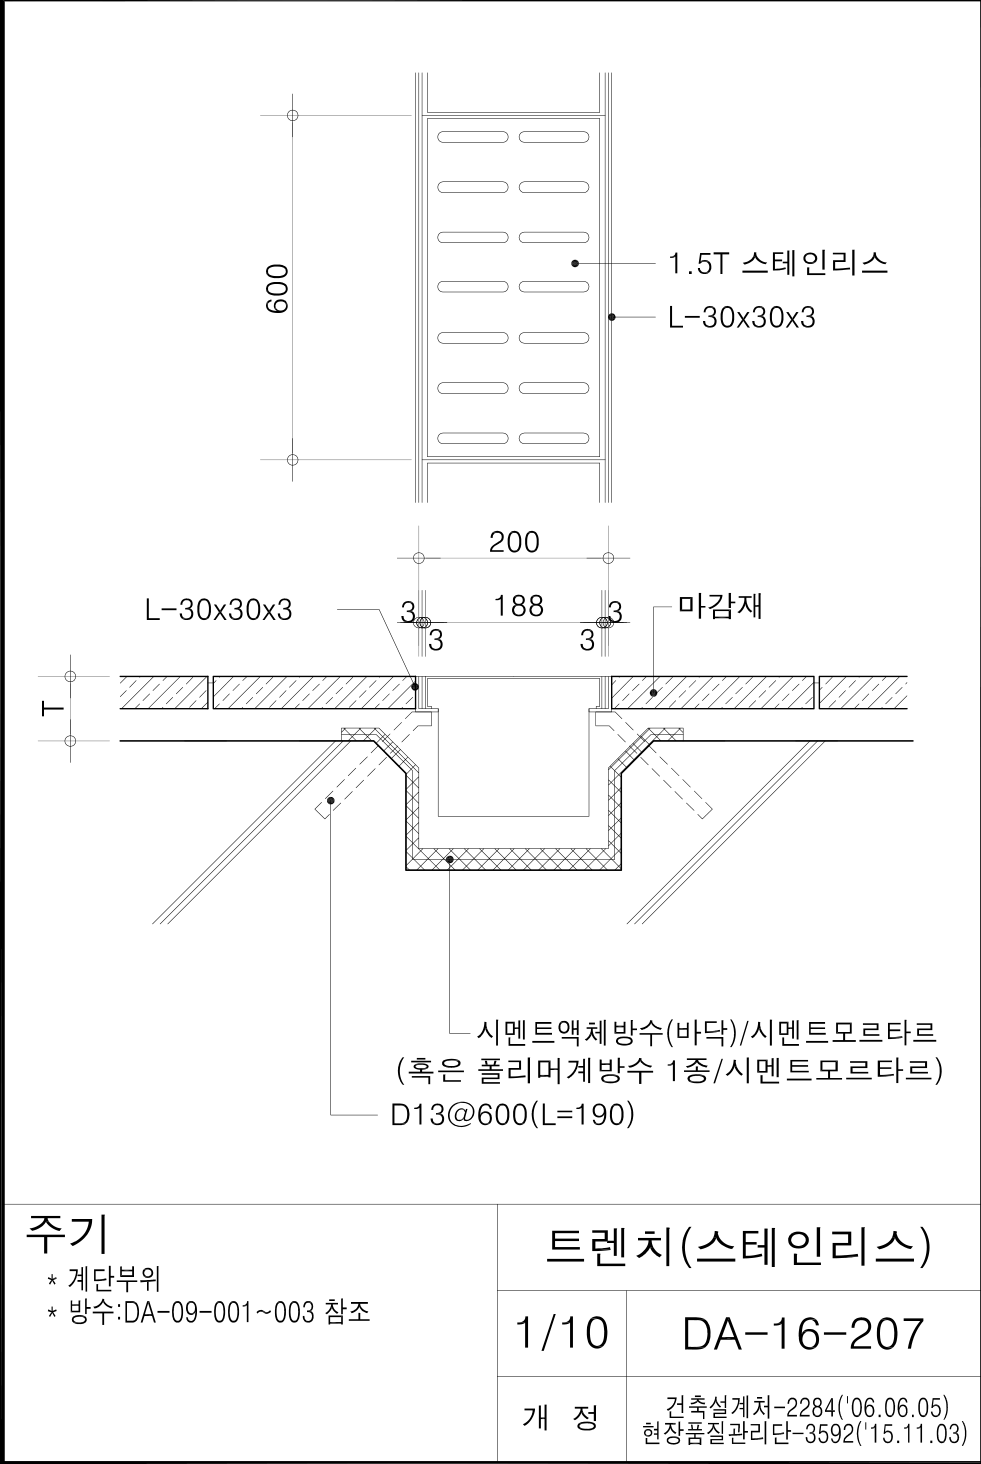 600
1.5T 스테인리스
L-30x30x3
200
L-30x30x3
3 188 3
3 3
마감재
T
시멘트액체방수(바닥)/시멘트모르타르
(혹은 폴리머계방수 1종/시멘트모르타르)
D13@600(L=190)
주기
* 계단부위
* 방수:DA-09-001~003 참조
트렌치(스테인리스)
1/10
DA-16-207
개 정
건축설계처-2284('06.06.05)
현장품질관리단-3592('15.11.03)